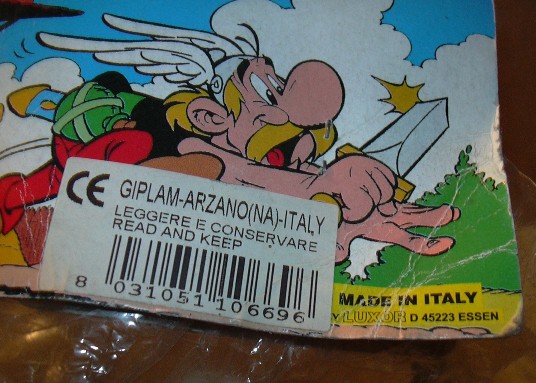 CE GIPLAM-ARZANO(NA)-ITALY
LEGGERE E CONSERVARE
READ AND KEEP
8 031051 106696
MADE IN ITALY
LUXOR D 45223 ESSEN